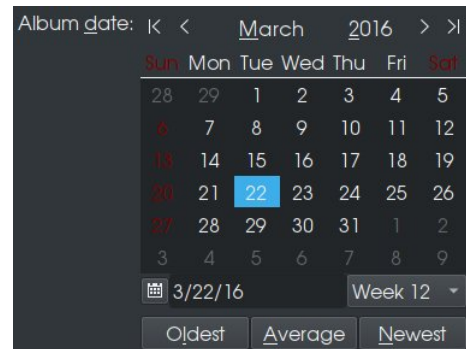 Album date: March 2016
Sun Mon Tue Wed Thu Fri Sat
28 29 1 2 3 4 5
6 7 8 9 10 11 12
13 14 15 16 17 18 19
20 21 22 23 24 25 26
27 28 29 30 31 1 2
3 4 5 6 7 8 9
3/22/16 Week 12
Oldest Average Newest